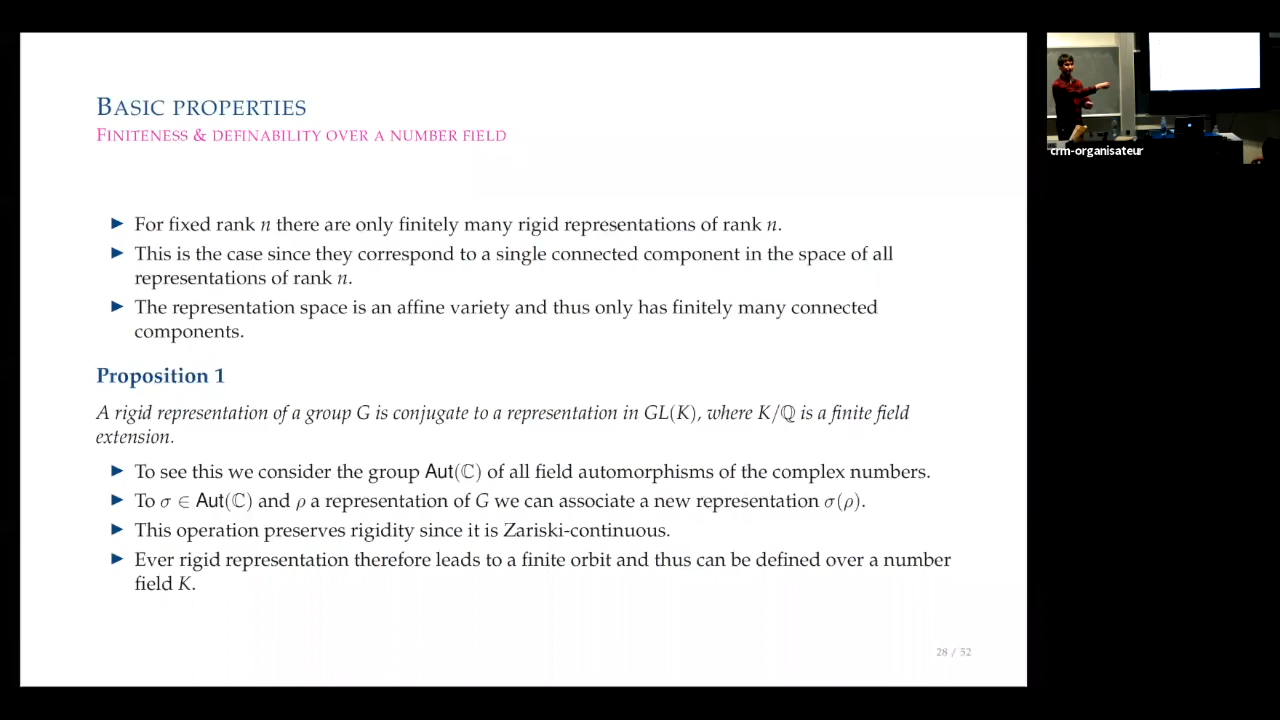 BASIC PROPERTIES
FINITENESS & DEFINABILITY OVER A NUMBER FIELD
► For fixed rank n there are only finitely many rigid representations of rank n.
► This is the case since they correspond to a single connected component in the space of all
representations of rank n.
► The representation space is an affine variety and thus only has finitely many connected
components.
Proposition 1
A rigid representation of a group G is conjugate to a representation in GL(K), where K/ℚ is a finite field
extension.
► To see this we consider the group Aut(ℂ) of all field automorphisms of the complex numbers.
► To σ ∈ Aut(ℂ) and ρ a representation of G we can associate a new representation σ(ρ).
► This operation preserves rigidity since it is Zariski-continuous.
► Ever rigid representation therefore leads to a finite orbit and thus can be defined over a number
field K.
28 / 52
crm-organisateur